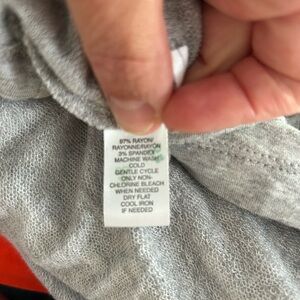 97% RAYON/
RAYONNE/RAYON
3% SPANDEX
MACHINE WASH
COLD
GENTLE CYCLE
ONLY NON-
CHLORINE BLEACH
WHEN NEEDED
DRY FLAT
COOL IRON
IF NEEDED